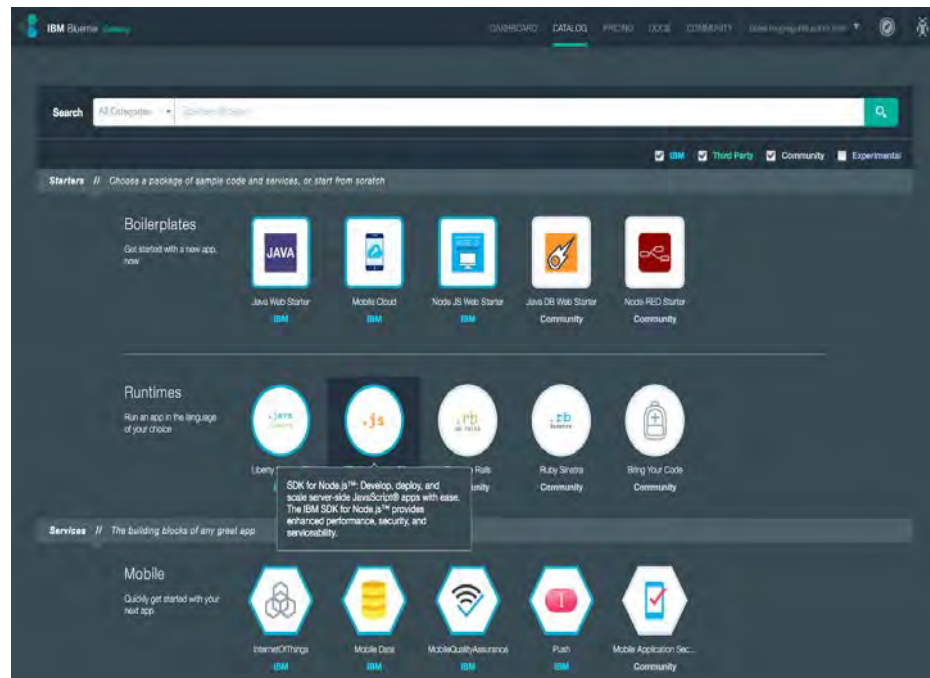 IBM Bluemix
DASHBOARD CATALOG PRICING DOCS COMMUNITY
Search All Categories
IBM Third Party Community Experimental
Starters // Choose a package of sample code and services, or start from scratch
Boilerplates
Get started with a new app,
now
JAVA
Java Web Starter Mobile Cloud Node JS Web Starter Java DB Web Starter Node-RED Starter
IBM IBM IBM Community Community
Runtimes
Run an app in the language
of your choice
.java .js .rb .rb
Liberty Rails Ruby Sinatra Bring Your Code
Community Community
SDK for Node.js™: Develop, deploy, and
scale server-side JavaScript® apps with ease.
The IBM SDK for Node.js™ provides
enhanced performance, security, and
serviceability.
Services // The building blocks of any great app
Mobile
Quickly get started with your
next app
1
InternetOfThings Mobile Data MobileQualityAssurance Push Mobile Application Sec...
IBM IBM IBM IBM Community